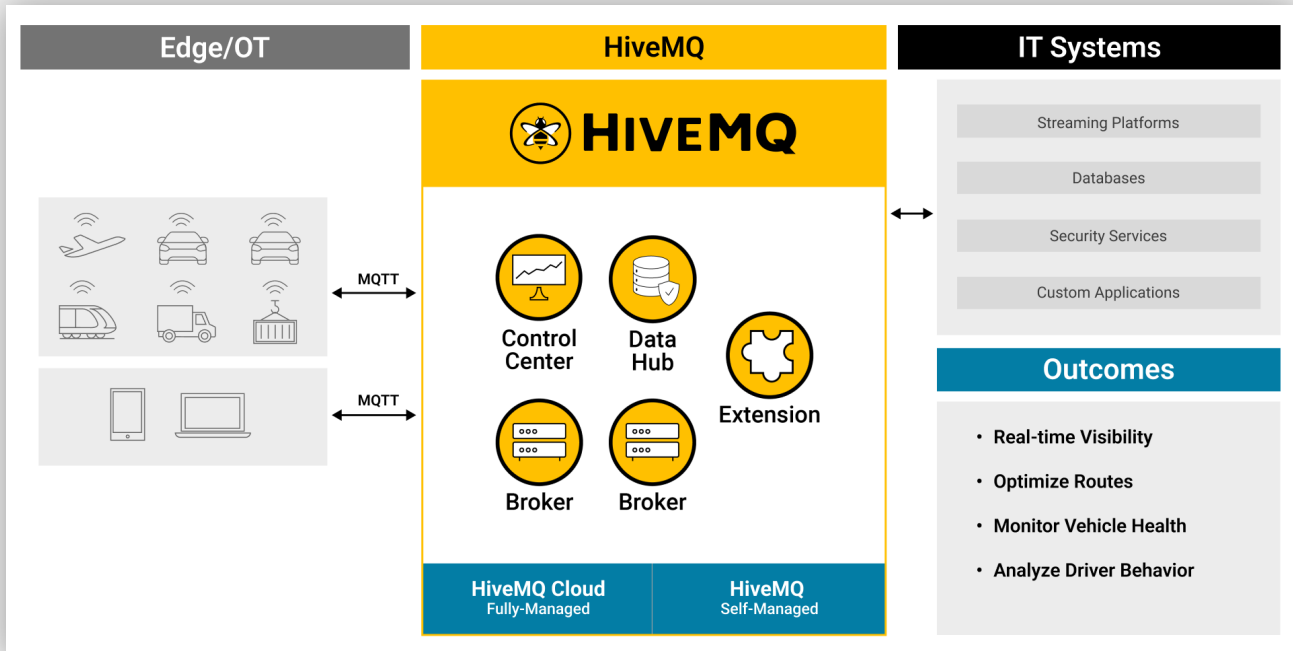 Edge/OT
HiveMQ
IT Systems
HIVEMQ
Streaming Platforms
Databases
Security Services
Custom Applications
MQTT
MQTT
Control
Center
Data
Hub
Extension
Broker
Broker
HiveMQ Cloud
Fully-Managed
HiveMQ
Self-Managed
Outcomes
• Real-time Visibility
• Optimize Routes
• Monitor Vehicle Health
• Analyze Driver Behavior